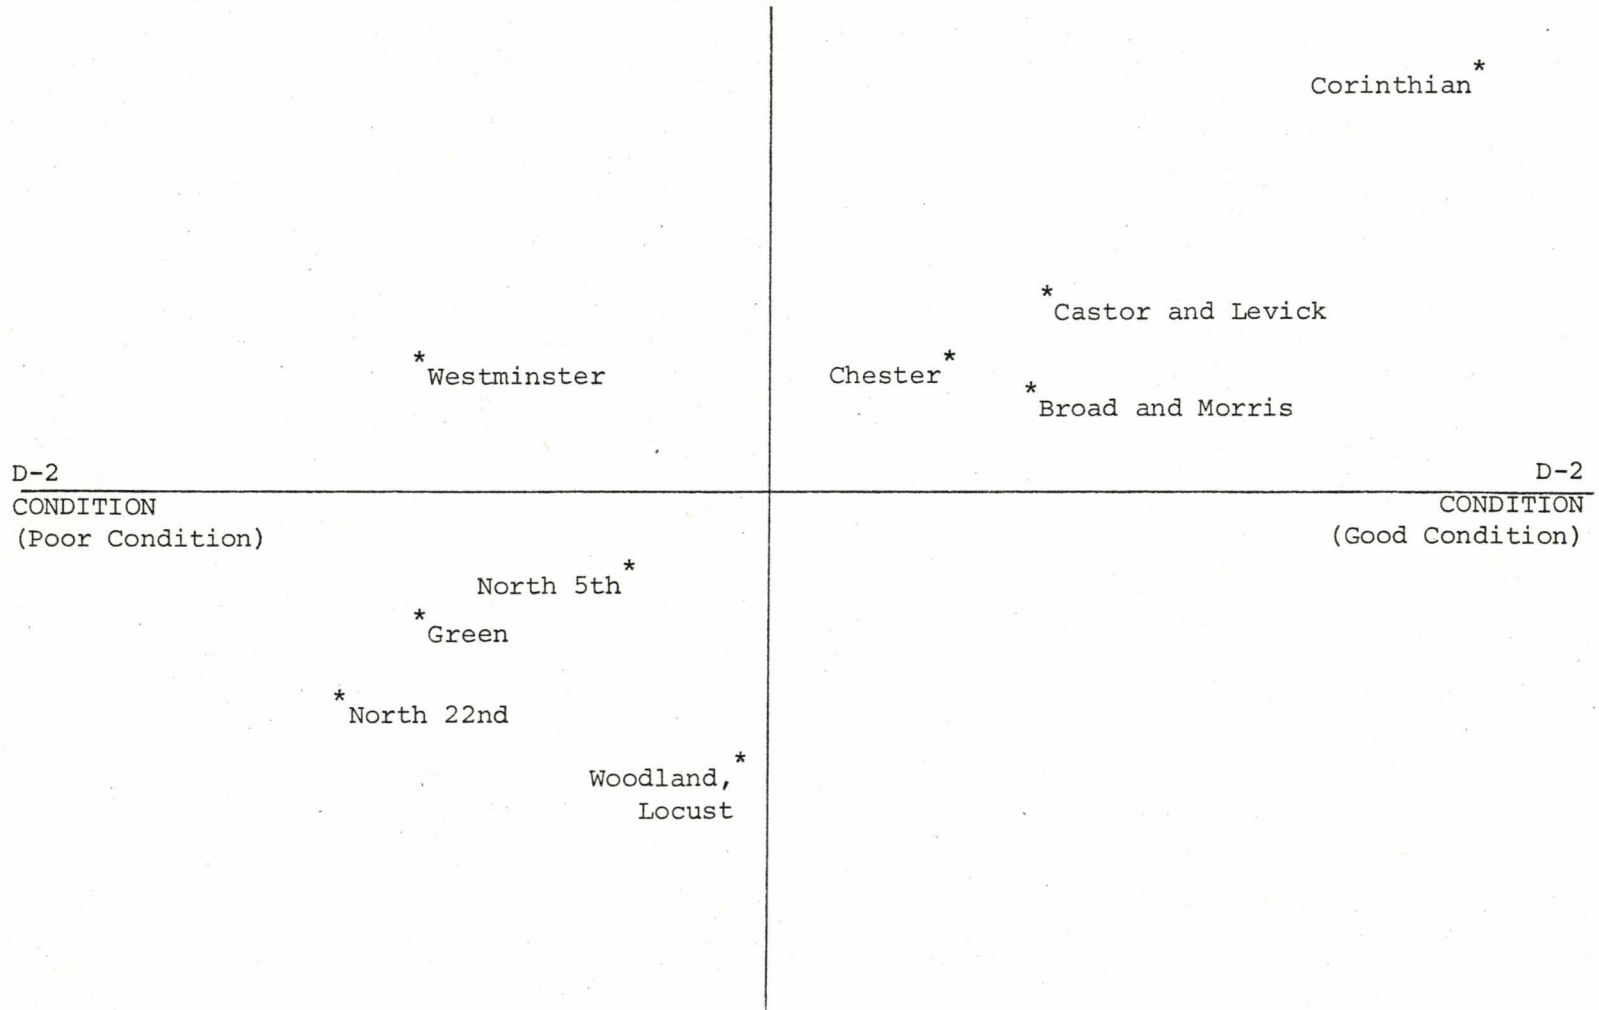 *
Corinthian
*
Castor and Levick
*
Westminster
*
Chester
*
Broad and Morris
D-2
D-2
CONDITION
(Poor Condition)
CONDITION
(Good Condition)
*
North 5th
*
Green
*
North 22nd
*
Woodland,
Locust